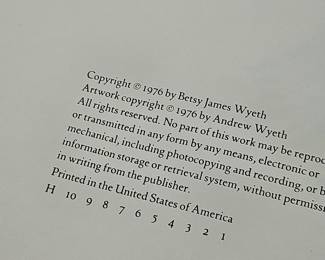 Copyright © 1976 by Betsy James Wyeth
Artwork copyright © 1976 by Andrew Wyeth
All rights reserved. No part of this work may be reprod
or transmitted in any form by any means, electronic or
mechanical, including photocopying and recording, or b
information storage or retrieval system, without permiss
in writing from the publisher.
Printed in the United States of America
H 10 9 8 7 6 5 4 3 2 1